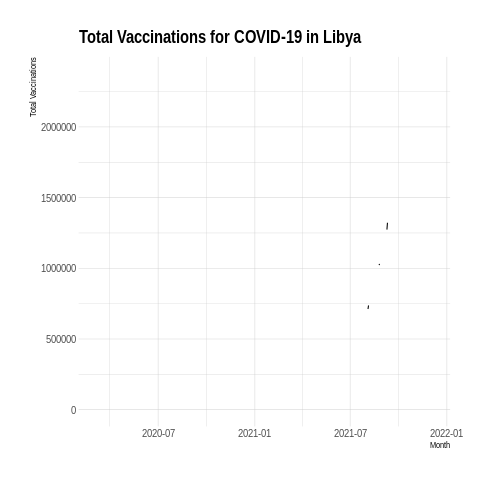 Total Vaccinations for COVID-19 in Libya
Total Vaccinations
2000000
1500000
1000000
500000
0
2020-07 2021-01 2021-07 2022-01
Month